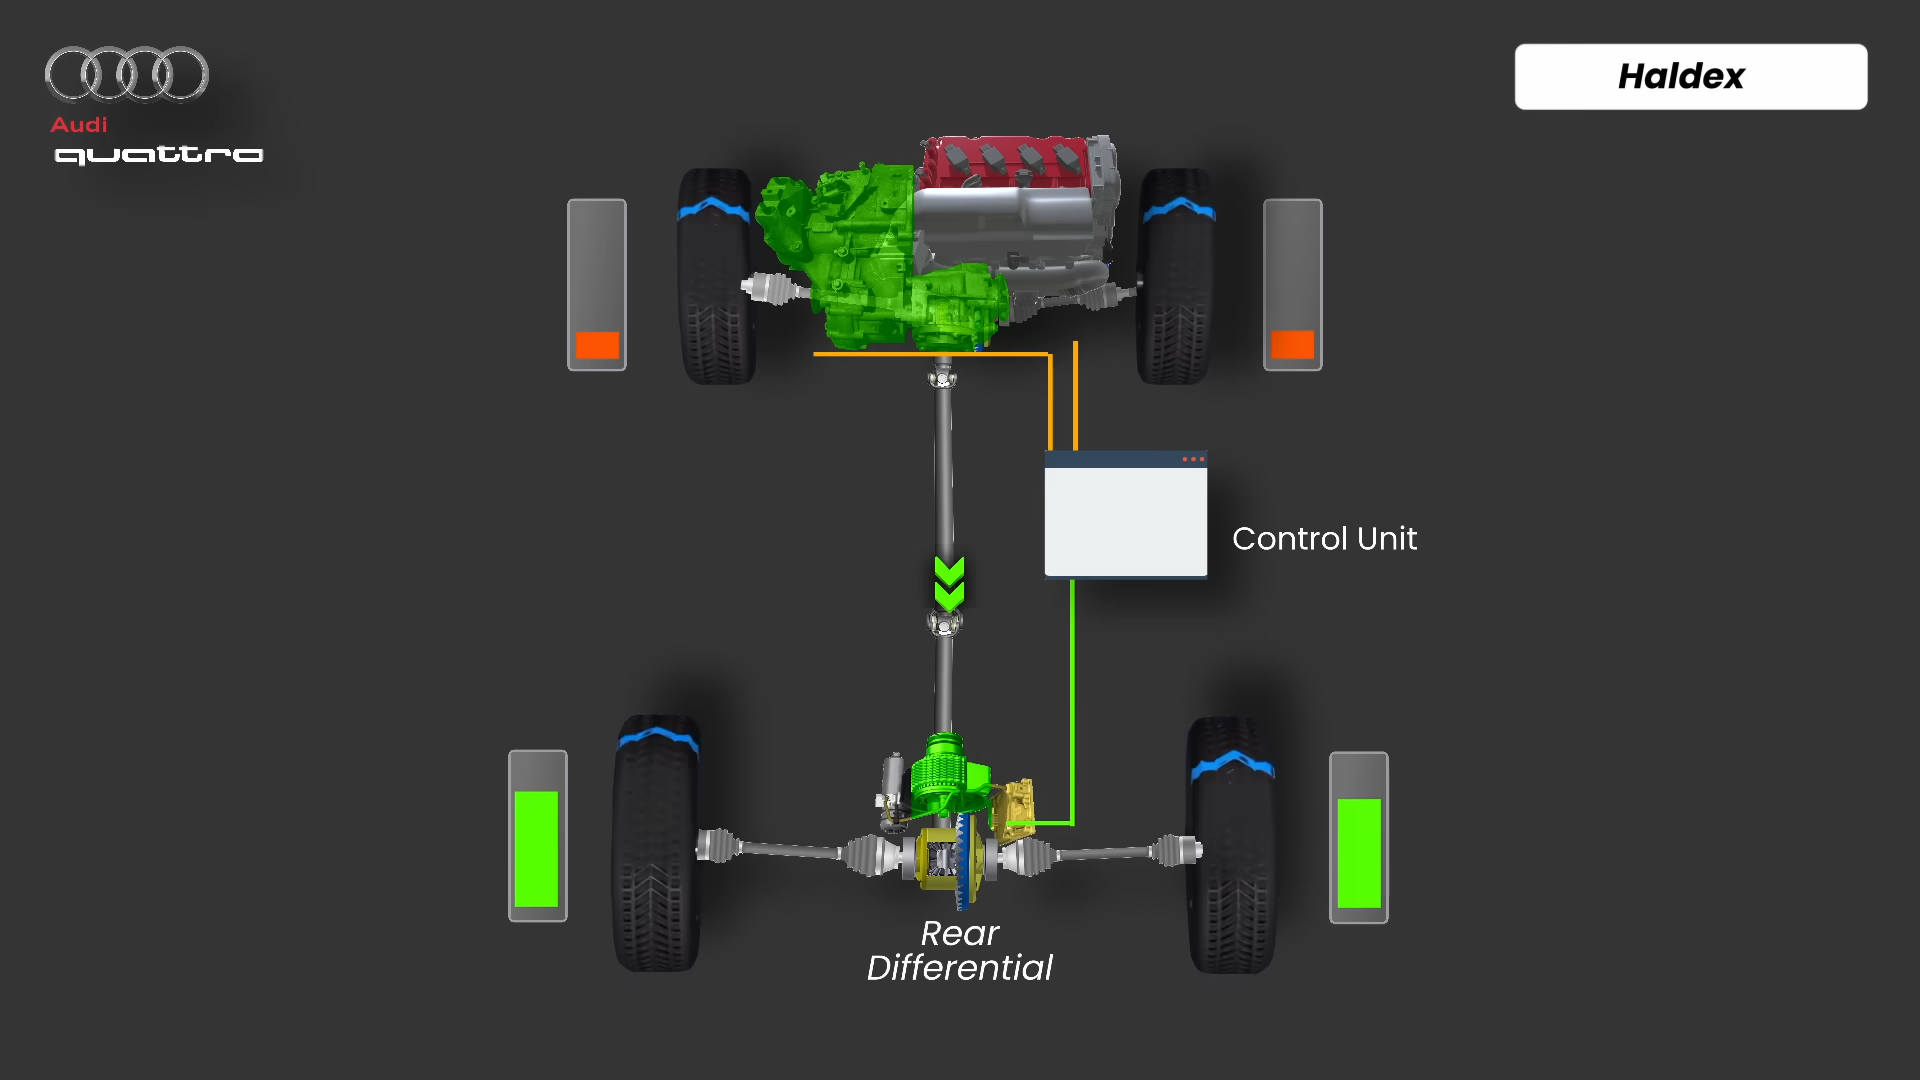 Audi
quattro
Haldex
Control Unit
Rear
Differential